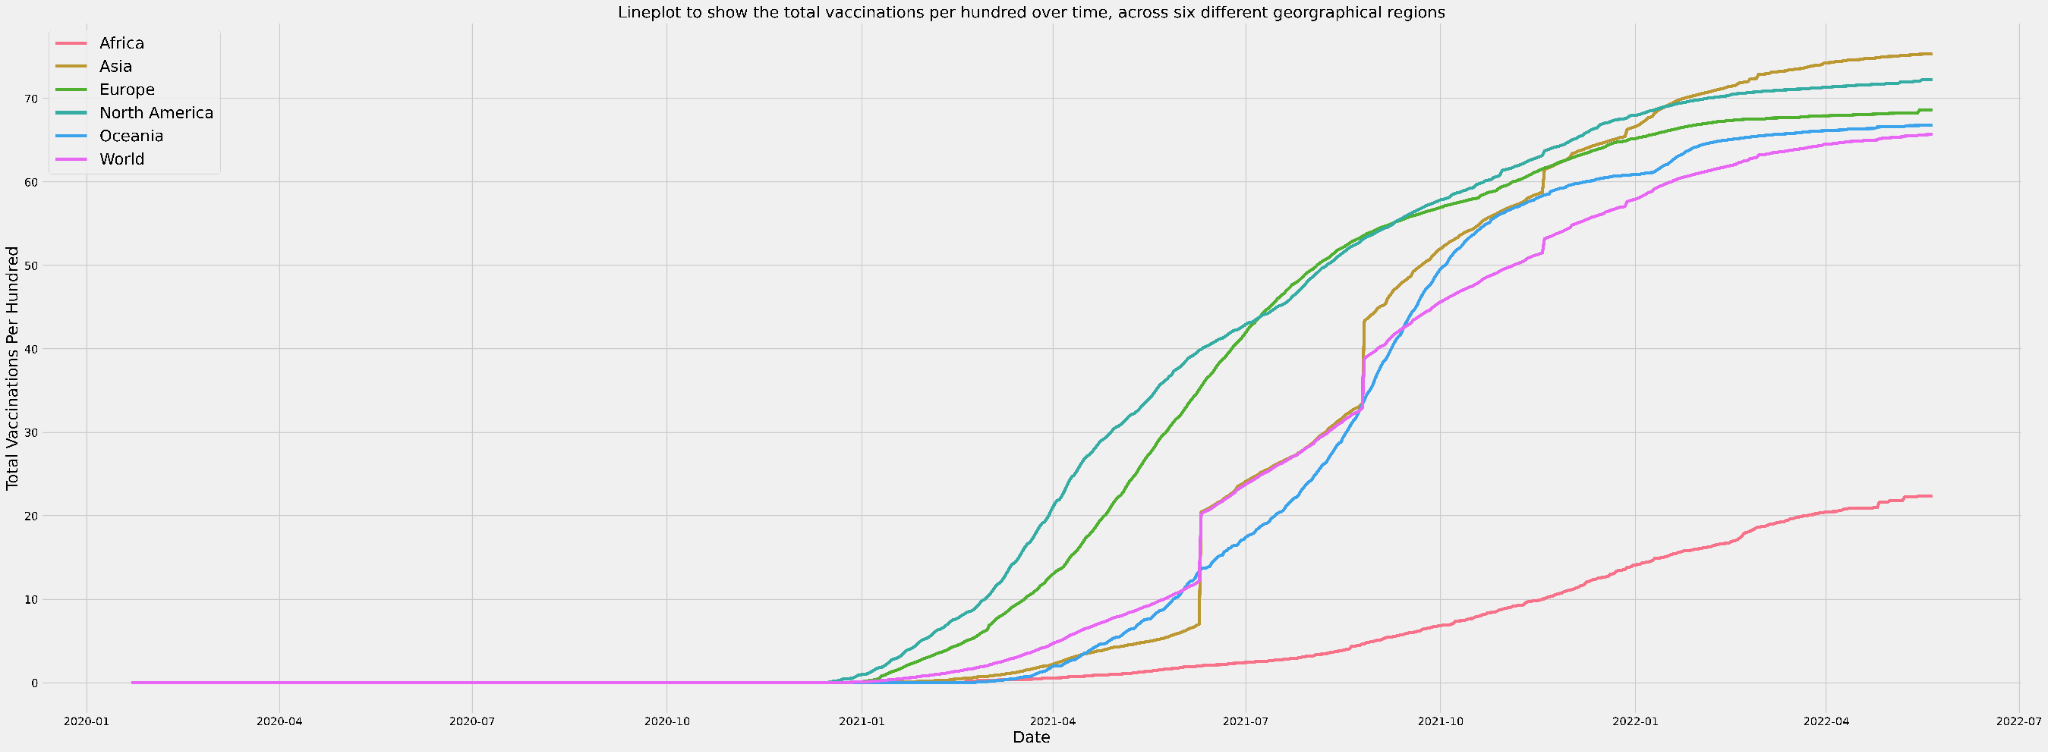 Lineplot to show the total vaccinations per hundred over time, across six different georgraphical regions
Africa
Asia
Europe
North America
Oceania
World
Total Vaccinations Per Hundred
70
60
50
40
30
20
10
0
2020-01 2020-04 2020-07 2020-10 2021-01 2021-04 2021-07 2021-10 2022-01 2022-04 2022-07
Date